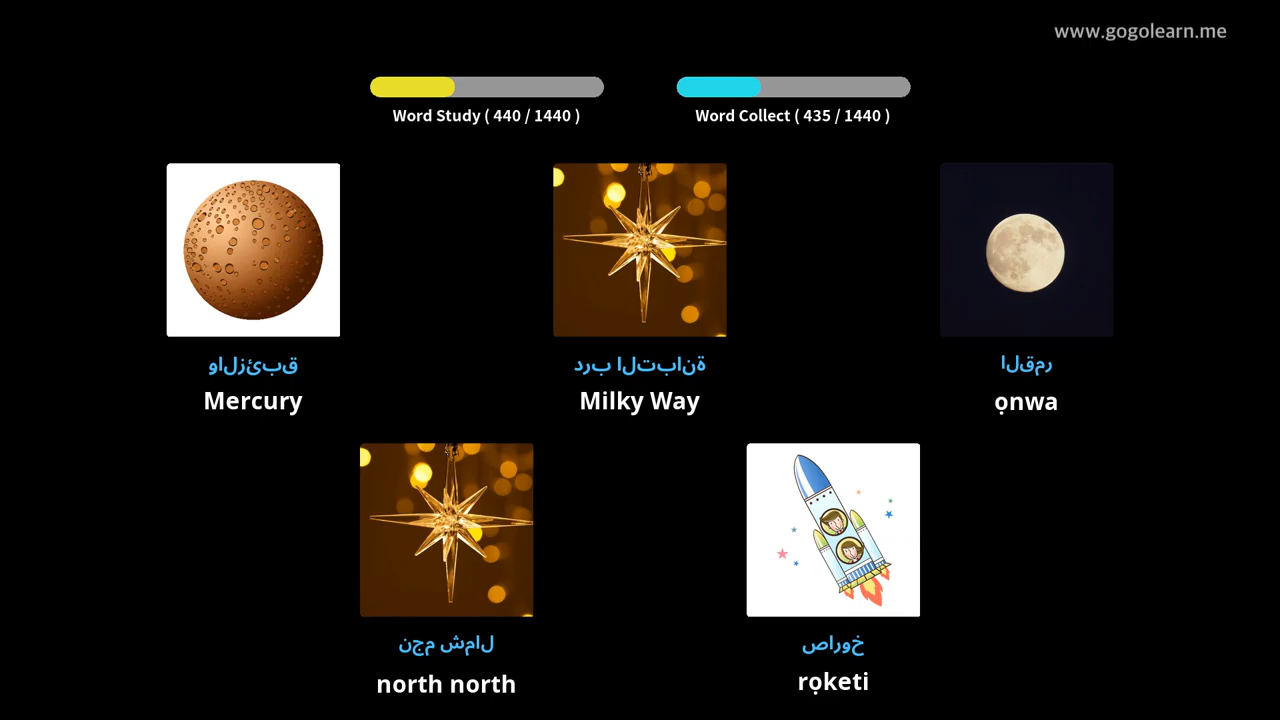 www.gogolearn.me
Word Study ( 440 / 1440 )
Word Collect ( 435 / 1440 )
والزئبق
Mercury
درب التبانة
Milky Way
القمر
ọnwa
نجم شمال
north north
صاروخ
rọketi